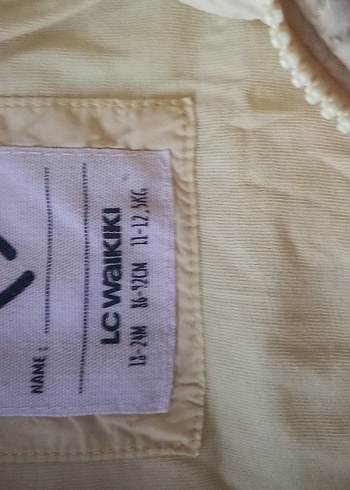 NAME :
LC WAIKIKI
18-24M 86-92CM 11-12,5KG